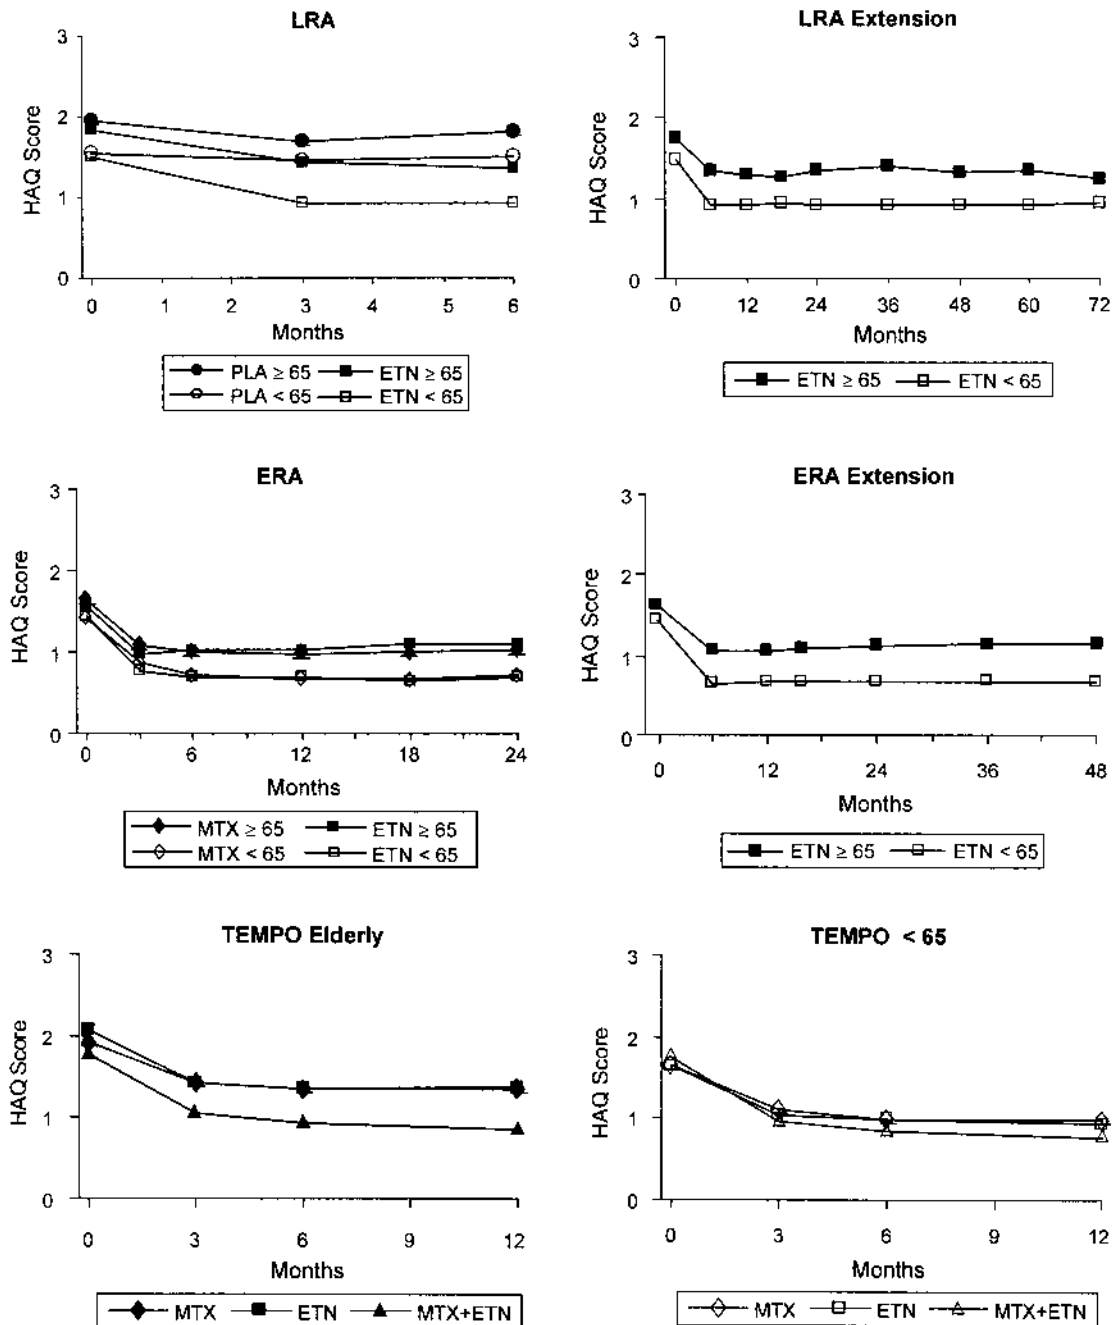 LRA
3
2
1
0
HAQ Score
0 1 2 3 4 5 6
Months
PLA ≥ 65 ETN ≥ 65
PLA < 65 ETN < 65
LRA Extension
3
2
1
0
HAQ Score
0 12 24 36 48 60 72
Months
ETN ≥ 65 ETN < 65
ERA
3
2
1
0
HAQ Score
0 6 12 18 24
Months
MTX ≥ 65 ETN ≥ 65
MTX < 65 ETN < 65
ERA Extension
3
2
1
0
HAQ Score
0 12 24 36 48
Months
ETN ≥ 65 ETN < 65
TEMPO Elderly
3
2
1
0
HAQ Score
0 3 6 9 12
Months
MTX ETN MTX+ETN
TEMPO < 65
3
2
1
0
HAQ Score
0 3 6 9 12
Months
MTX ETN MTX+ETN